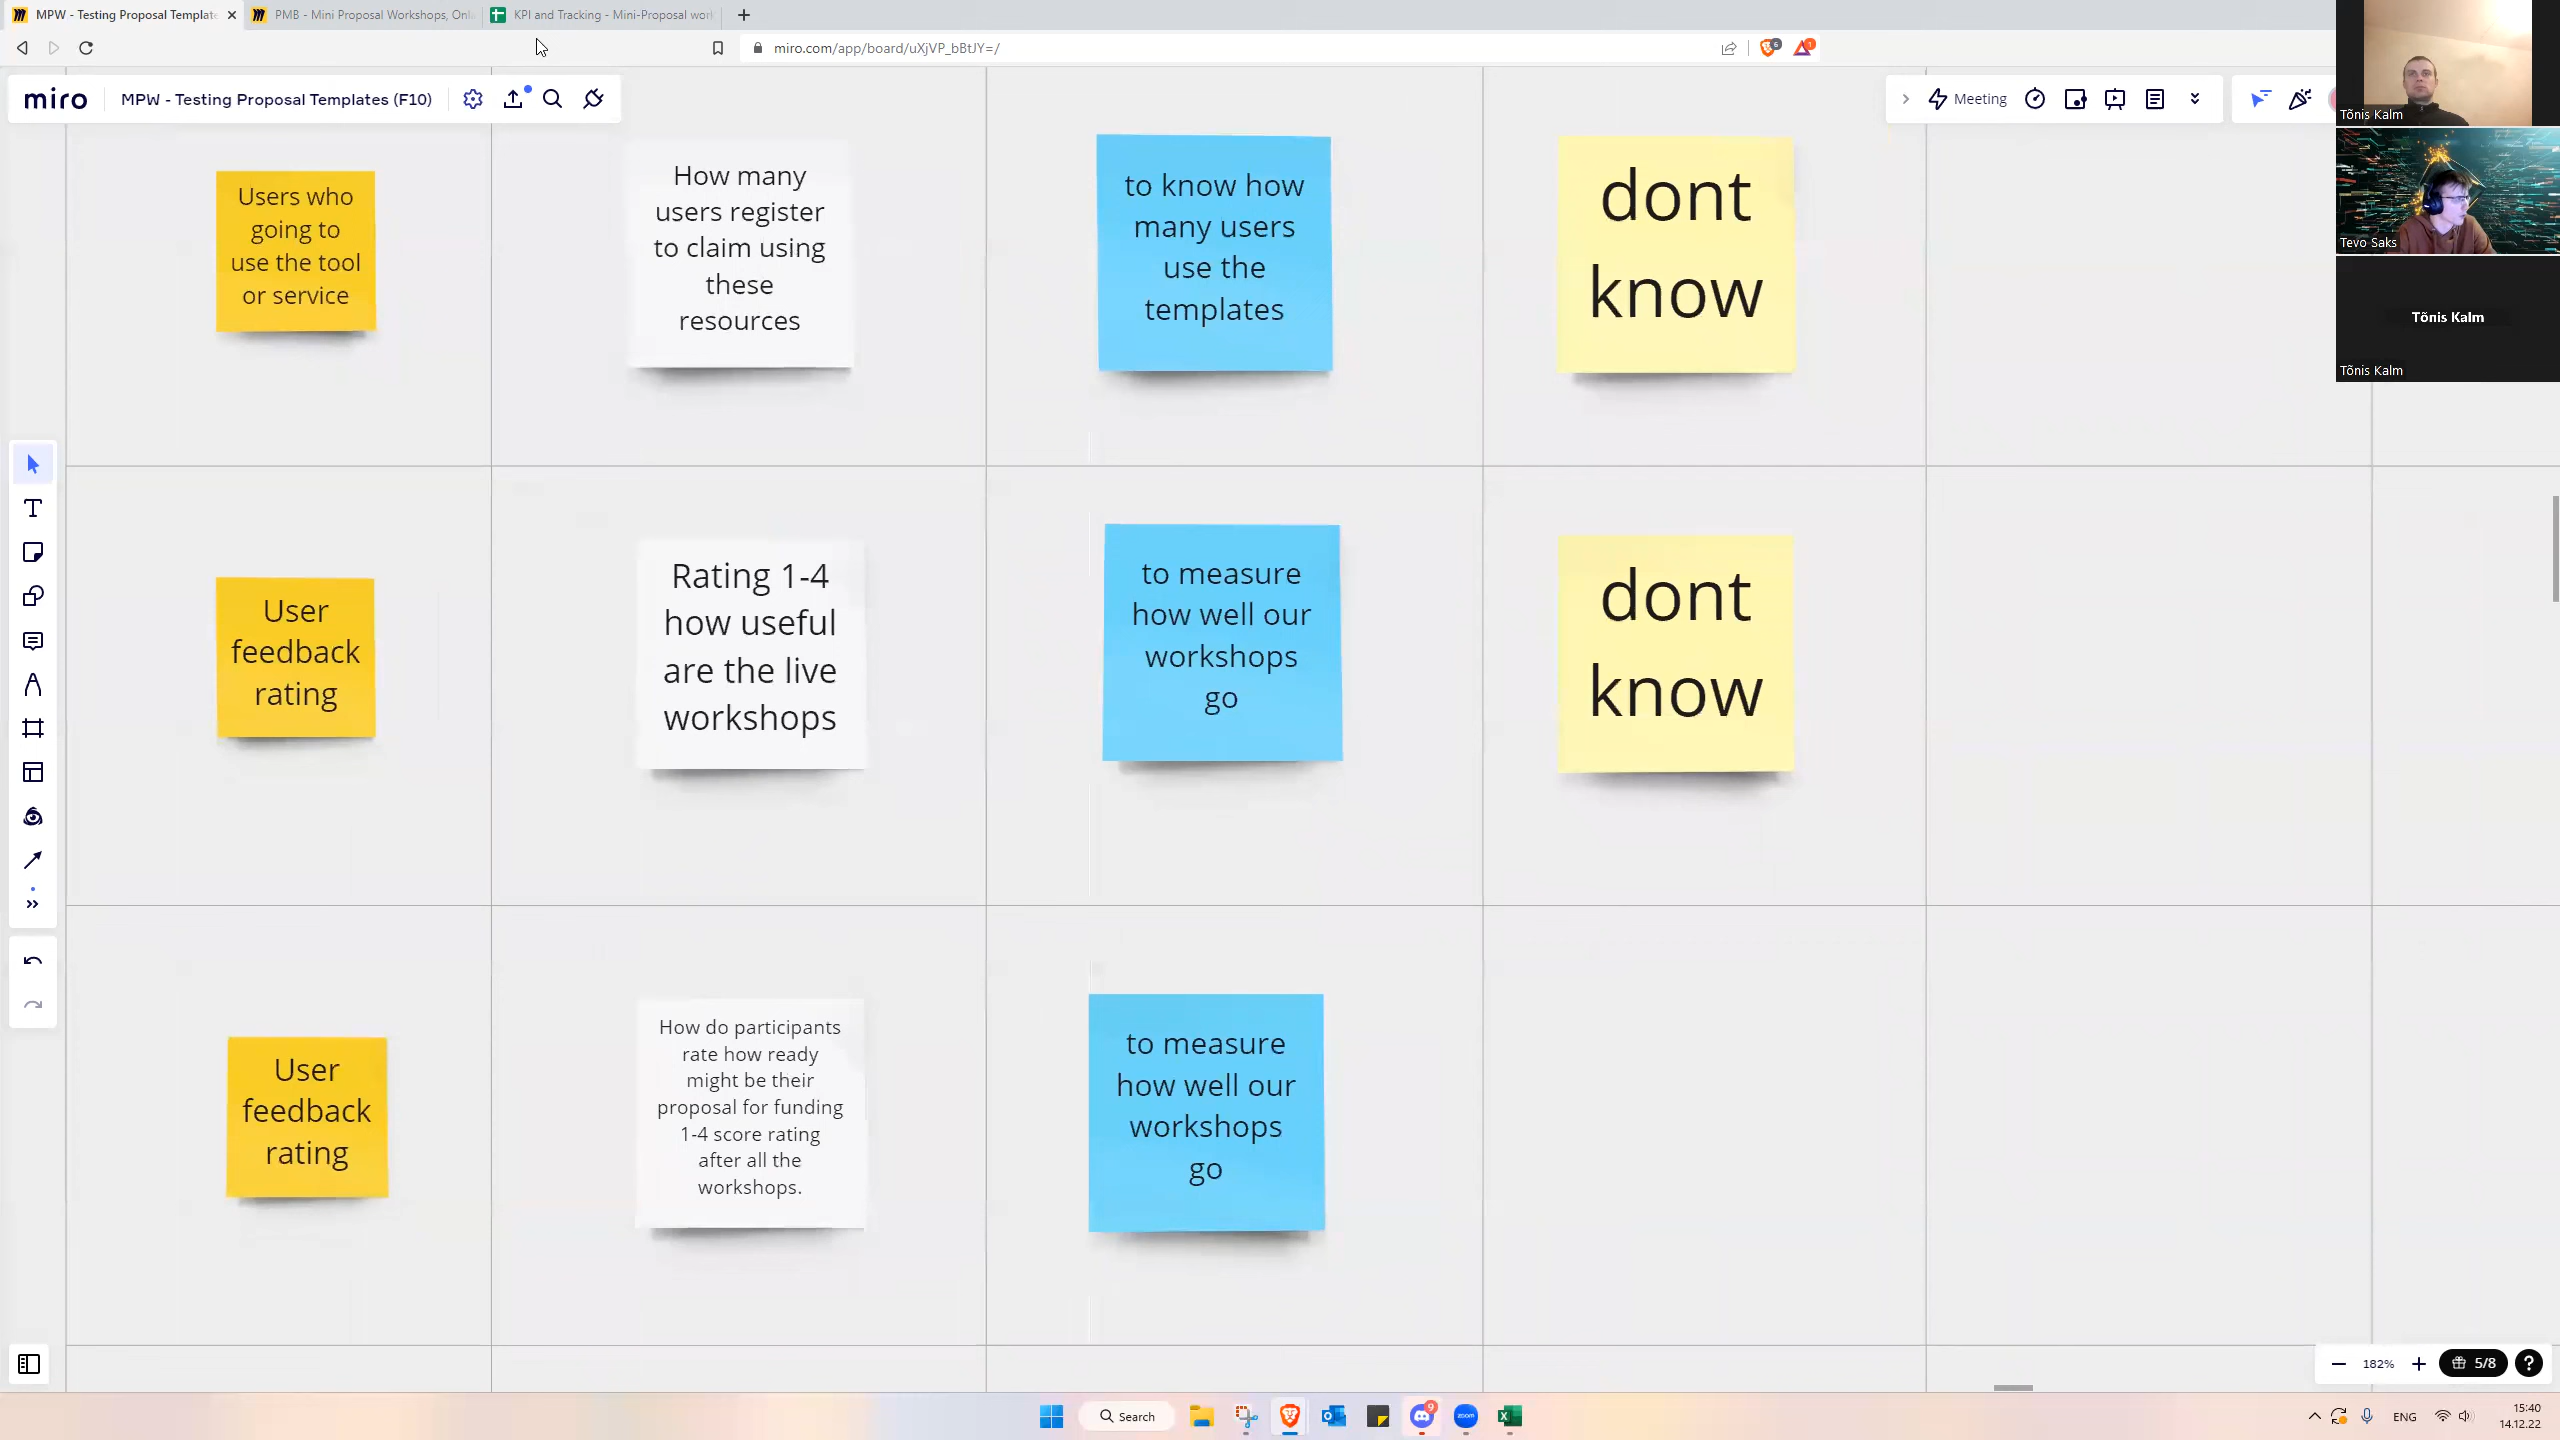 MPW - Testing Proposal Template
PMB - Mini Proposal Workshops, Onl
KPI and Tracking - Mini-Proposal work
miro.com/app/board/uXjVP_bBtJY=/
6
1
miro
MPW - Testing Proposal Templates (F10)
Meeting
Tõnis Kalm
Tevo Saks
Tõnis Kalm
Tõnis Kalm
Users who
going to
use the tool
or service
How many
users register
to claim using
these
resources
to know how
many users
use the
templates
dont
know
User
feedback
rating
Rating 1-4
how useful
are the live
workshops
to measure
how well our
workshops
go
dont
know
User
feedback
rating
How do participants
rate how ready
might be their
proposal for funding
1-4 score rating
after all the
workshops.
to measure
how well our
workshops
go
182%
5/8
?
Search
9
zoom
ENG
15:40
14.12.22